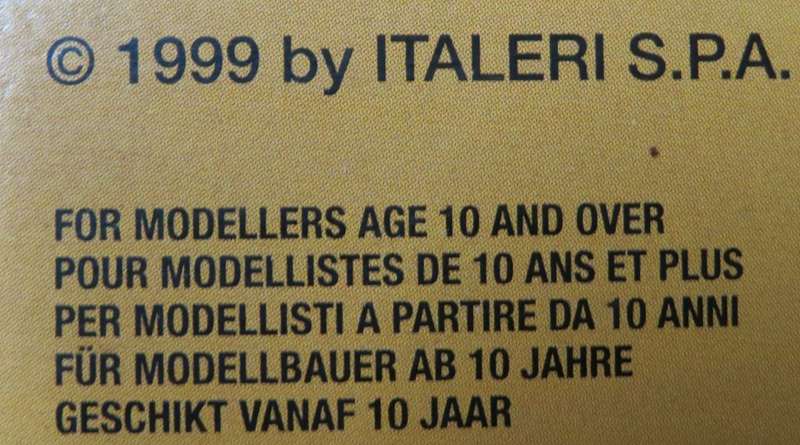 © 1999 by ITALERI S.P.A.
FOR MODELLERS AGE 10 AND OVER
POUR MODELLISTES DE 10 ANS ET PLUS
PER MODELLISTI A PARTIRE DA 10 ANNI
FÜR MODELLBAUER AB 10 JAHRE
GESCHIKT VANAF 10 JAAR